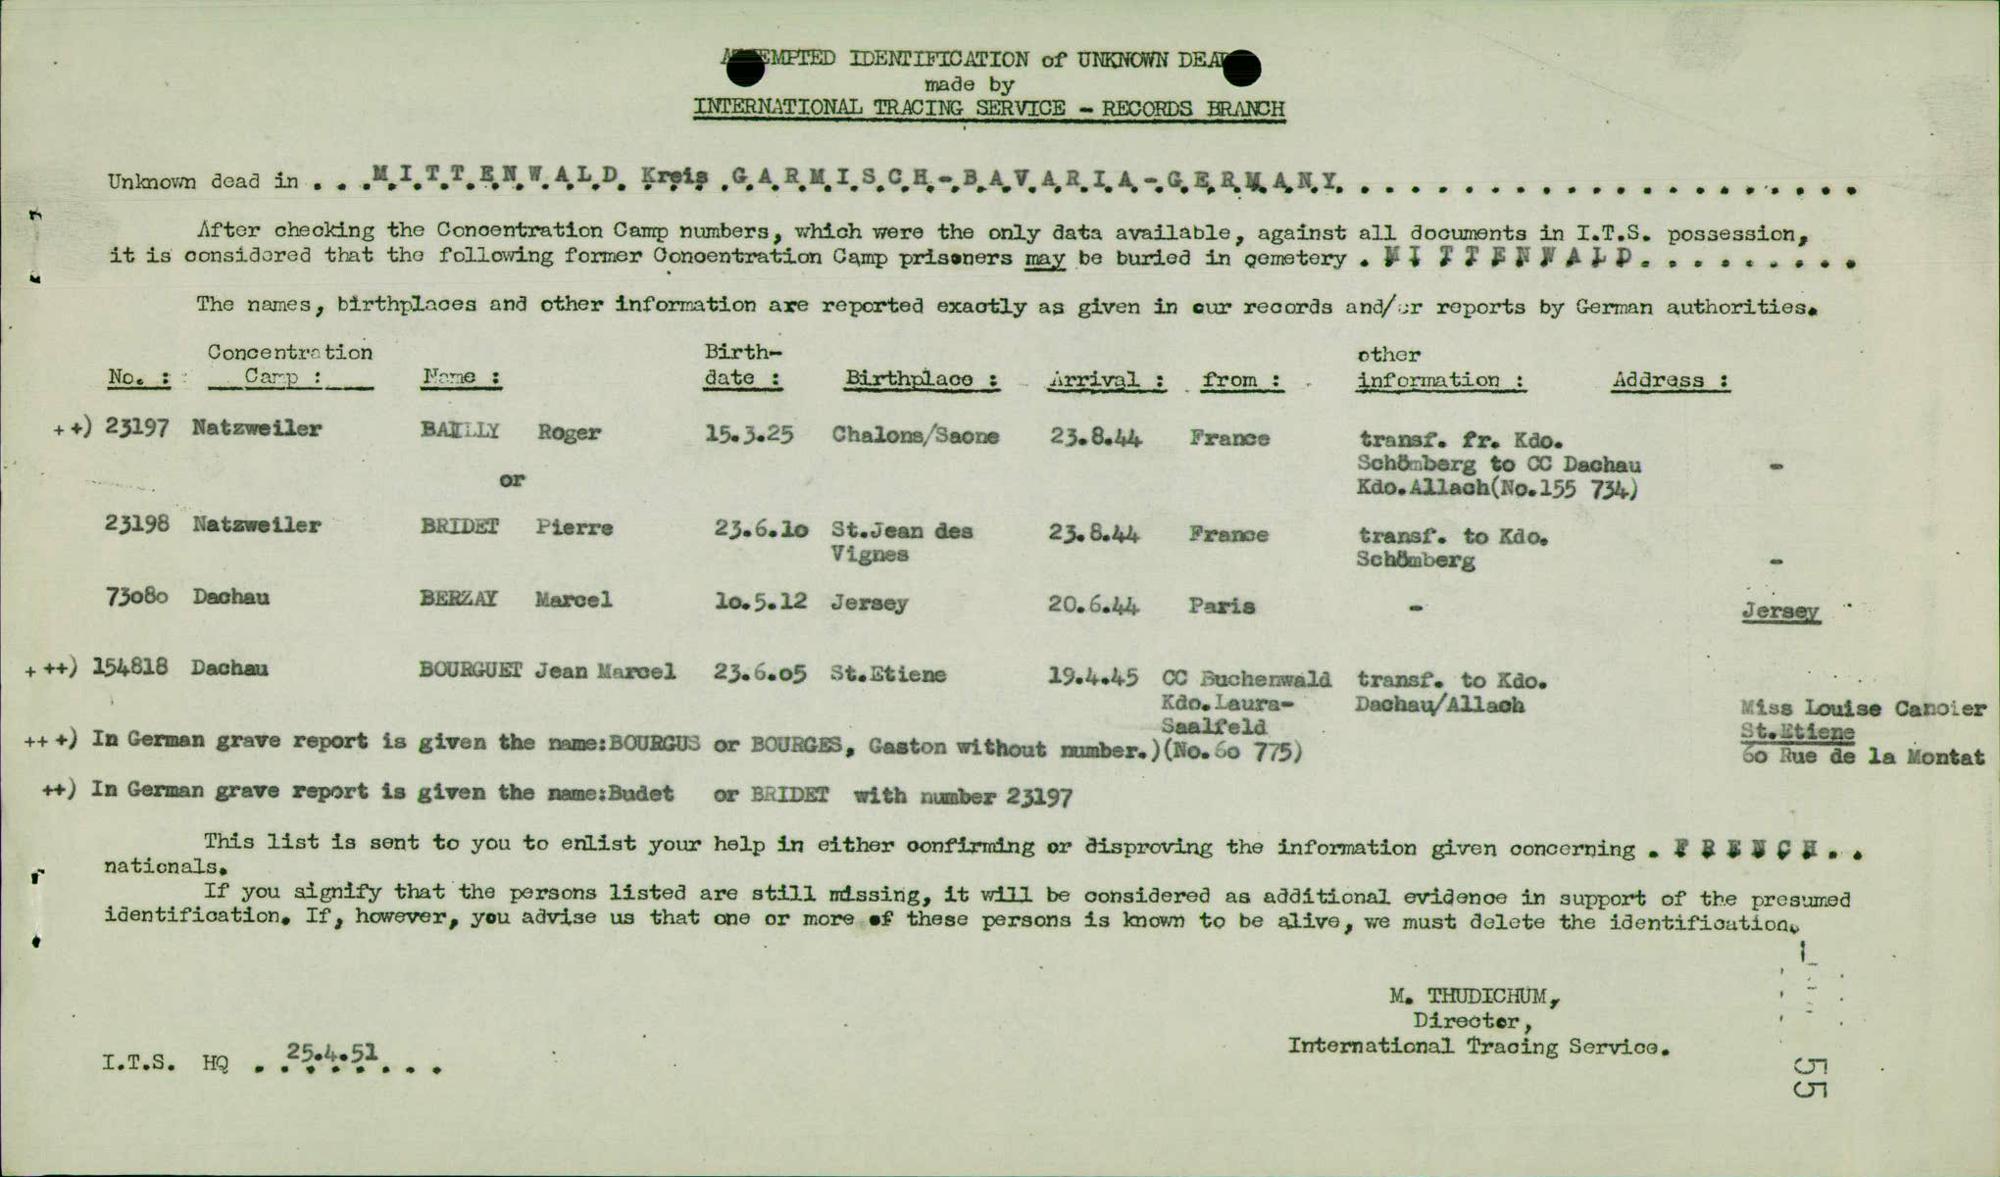 ATTEMPTED IDENTIFICATION of UNKNOWN DEAD
made by
INTERNATIONAL TRACING SERVICE - RECORDS BRANCH
Unknown dead in . . .M.I.T.T.E.N.W.A.L.D. Kreis .G.A.R.M.I.S.C.H.-.B.A.V.A.R.I.A.-.G.E.R.M.A.N.Y. . . . . . . . . . . . . . . . . . . . . . .
After checking the Concentration Camp numbers, which were the only data available, against all documents in I.T.S. possession,
it is considered that the following former Concentration Camp prisoners may be buried in cemetery . M I T T E N W A L D. . . . . . . . .
The names, birthplaces and other information are reported exactly as given in our records and/or reports by German authorities.
Concentration Birth- other
No. : Camp : Name : date : Birthplace : Arrival : from : information : Address :
++) 23197 Natzweiler BAILLY Roger 15.3.25 Chalons/Saone 23.8.44 France transf. fr. Kdo.
Schömberg to CC Dachau -
or Kdo.Allach(No.155 734)
23198 Natzweiler BRIDET Pierre 23.6.1o St.Jean des 23.8.44 France transf. to Kdo.
Vignes Schömberg -
73o8o Dachau BERZAY Marcel 1o.5.12 Jersey 20.6.44 Paris - Jersey
+ ++) 154818 Dachau BOURGUET Jean Marcel 23.6.o5 St.Etiene 19.4.45 CC Buchenwald transf. to Kdo.
Kdo.Laura- Dachau/Allach Miss Louise Canoier
Saalfeld St.Etiene
++ +) In German grave report is given the name:BOURGUS or BOURGES, Gaston without number.)(No.6o 775) 6o Rue de la Montat
++) In German grave report is given the name:Budet or BRIDET with number 23197
This list is sent to you to enlist your help in either confirming or disproving the information given concerning . F R E N C H . .
nationals.
If you signify that the persons listed are still missing, it will be considered as additional evidence in support of the presumed
identification. If, however, you advise us that one or more of these persons is known to be alive, we must delete the identification.
M. THUDICHUM,
Director,
International Tracing Service.
I.T.S. HQ . 25.4.51 . . .
55